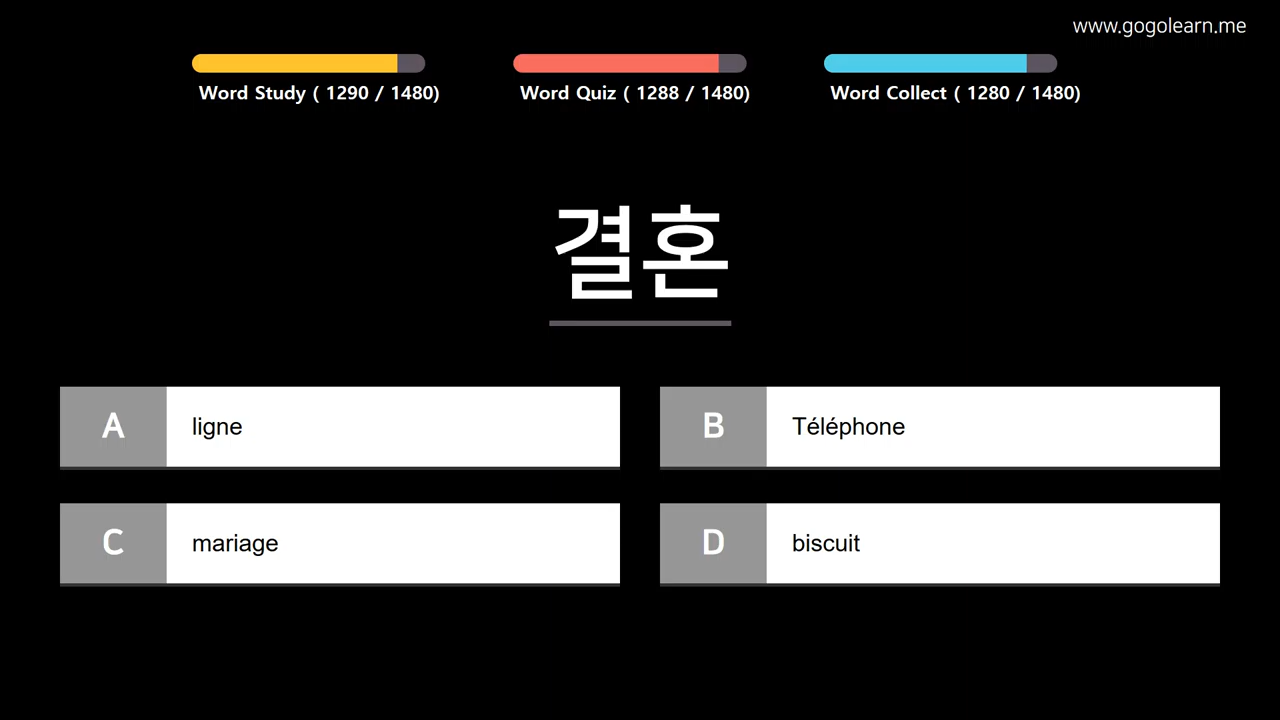 www.gogolearn.me
Word Study ( 1290 / 1480)
Word Quiz ( 1288 / 1480)
Word Collect ( 1280 / 1480)
결혼
A ligne
B Téléphone
C mariage
D biscuit